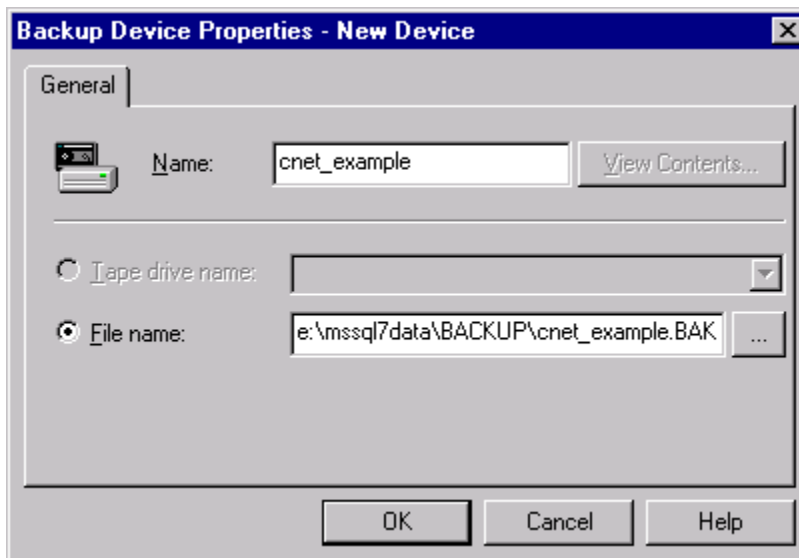 Backup Device Properties - New Device
General
Name: cnet_example View Contents...
Tape drive name:
File name: e:\mssql7data\BACKUP\cnet_example.BAK ...
OK Cancel Help